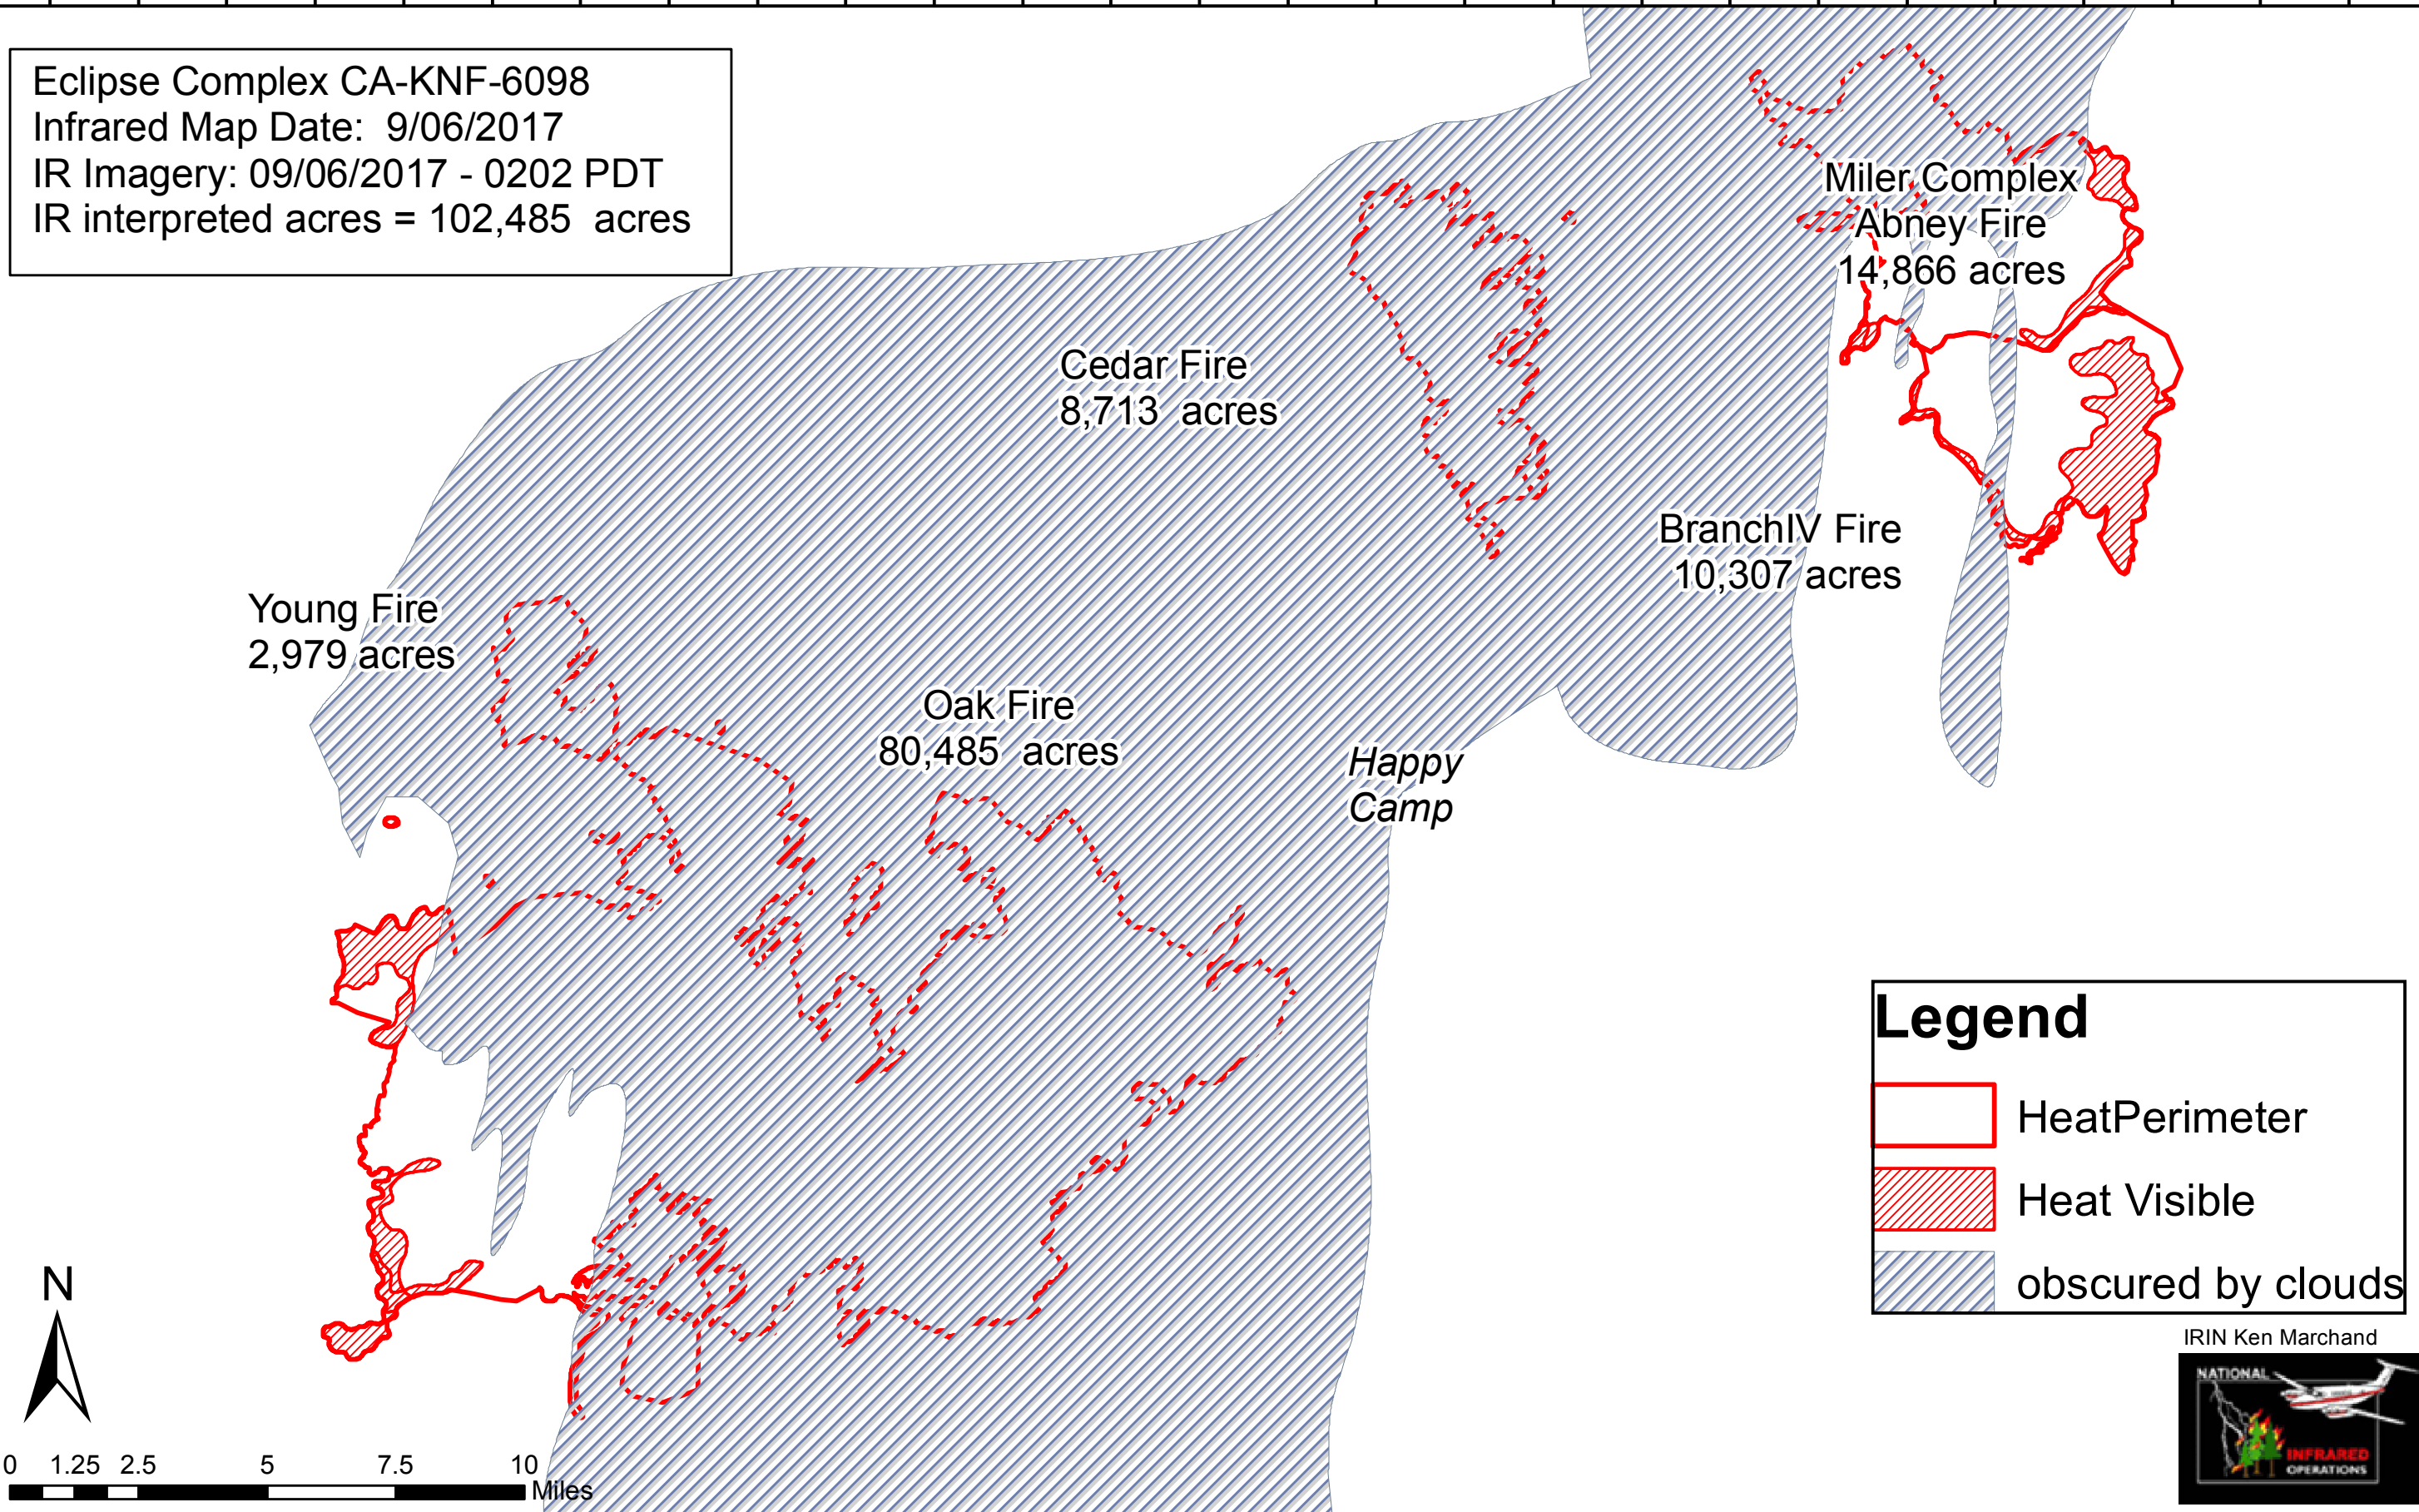 Eclipse Complex CA-KNF-6098
Infrared Map Date:  9/06/2017
IR Imagery: 09/06/2017 - 0202 PDT
IR interpreted acres = 102,485  acres
Miler Complex
Abney Fire
14,866 acres
Cedar Fire
8,713  acres
BranchIV Fire
10,307 acres
Young Fire
2,979 acres
Oak Fire
80,485  acres
Happy
Camp
Legend
HeatPerimeter
Heat Visible
obscured by clouds
IRIN Ken Marchand
NATIONAL
INFRARED
OPERATIONS
N
0 1.25 2.5 5 7.5 10
Miles